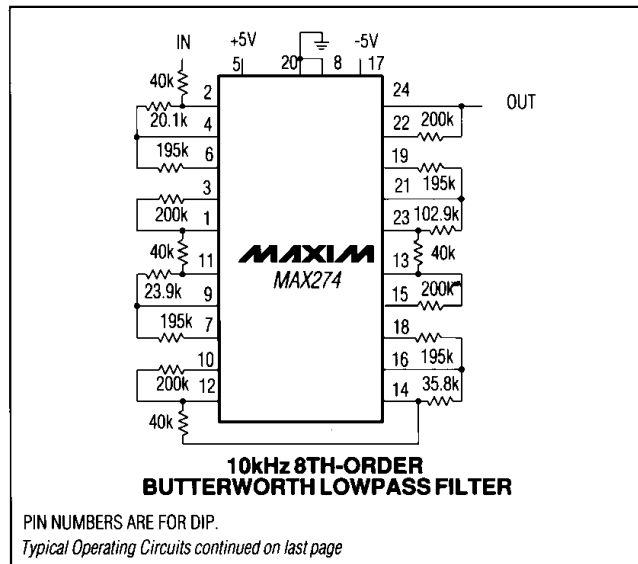 IN
+5V
-5V
5
20
8
17
40k
2
24
OUT
20.1k
4
22
200k
195k
6
19
195k
3
21
200k
1
23
102.9k
40k
11
MAXIM
MAX274
13
40k
23.9k
9
15
200k
195k
7
18
195k
10
16
200k
12
14
35.8k
40k
10kHz 8TH-ORDER
BUTTERWORTH LOWPASS FILTER
PIN NUMBERS ARE FOR DIP.
Typical Operating Circuits continued on last page